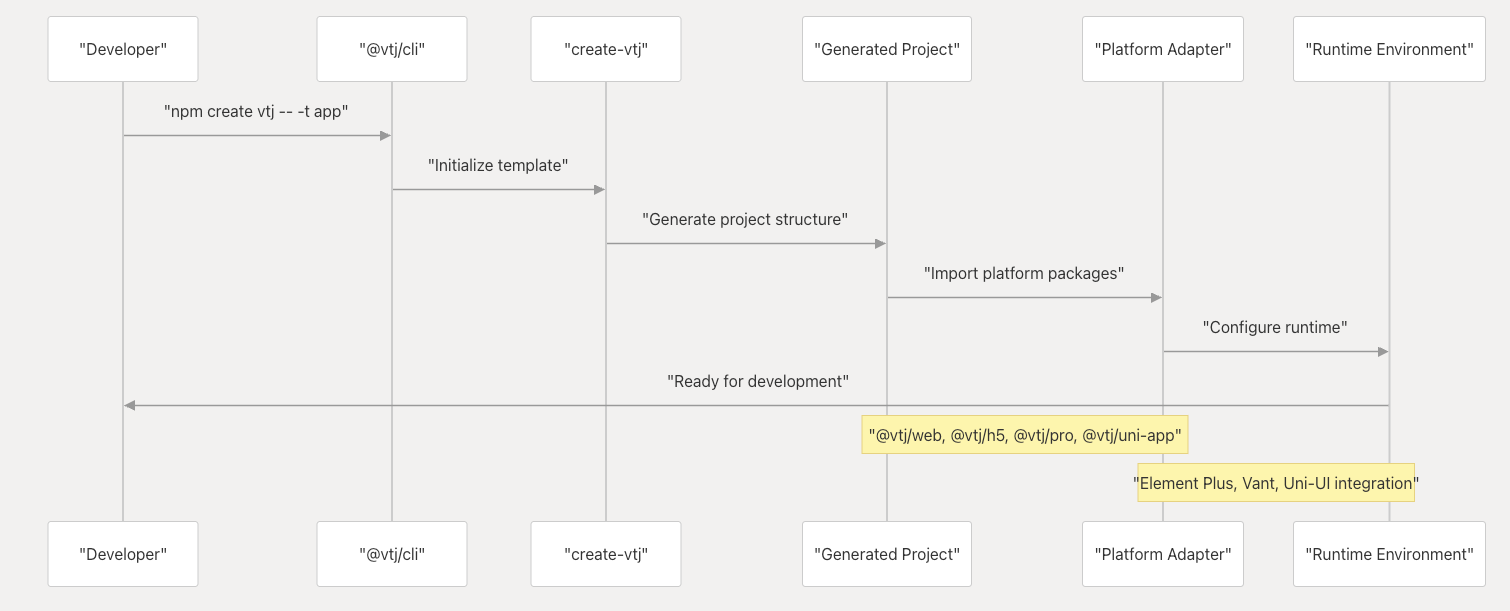 "Developer"
"@vtj/cli"
"create-vtj"
"Generated Project"
"Platform Adapter"
"Runtime Environment"
"npm create vtj -- -t app"
"Initialize template"
"Generate project structure"
"Import platform packages"
"Configure runtime"
"Ready for development"
"@vtj/web, @vtj/h5, @vtj/pro, @vtj/uni-app"
"Element Plus, Vant, Uni-UI integration"
"Developer"
"@vtj/cli"
"create-vtj"
"Generated Project"
"Platform Adapter"
"Runtime Environment"